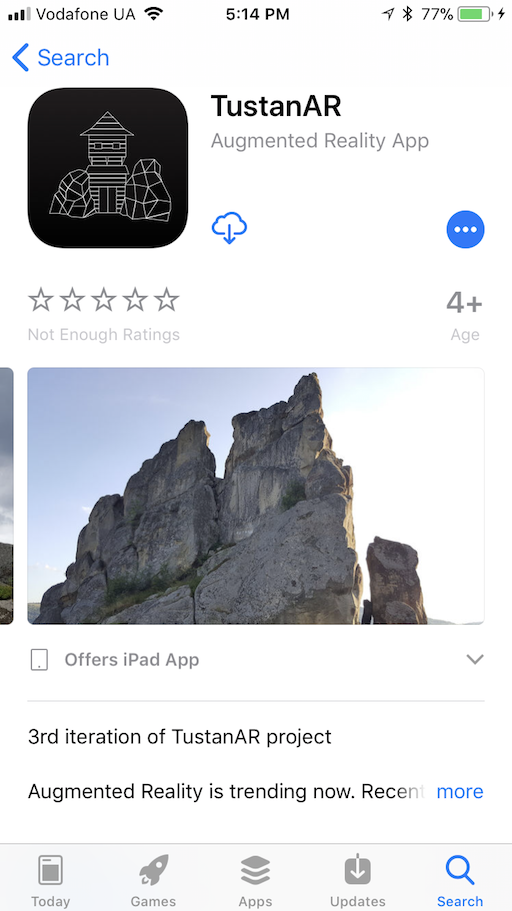 Vodafone UA 5:14 PM 77%
Search
TustanAR
Augmented Reality App
Not Enough Ratings
4+
Age
Offers iPad App
3rd iteration of TustanAR project
Augmented Reality is trending now. Recent more
Today Games Apps Updates Search